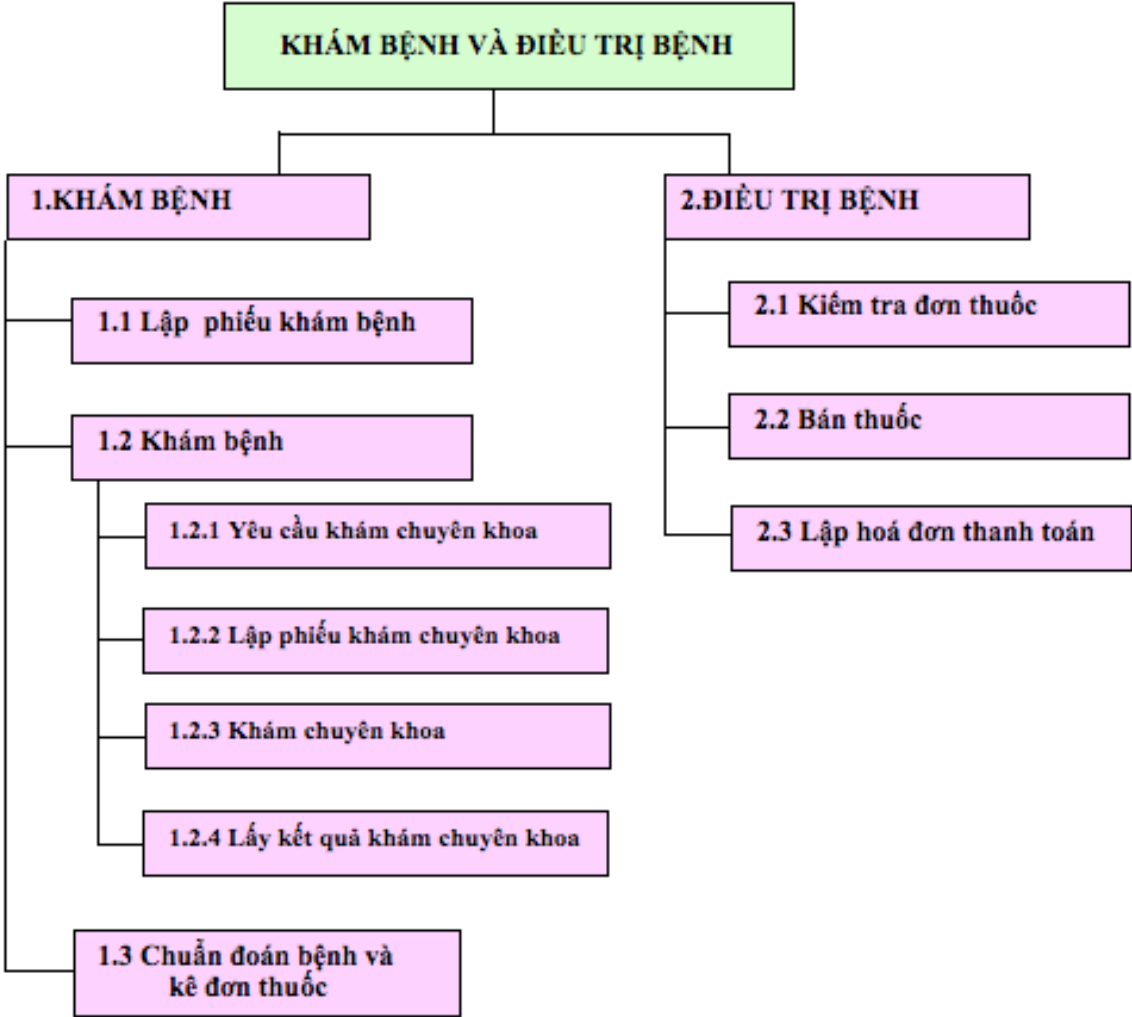 KHÁM BỆNH VÀ ĐIỀU TRỊ BỆNH
1.KHÁM BỆNH
1.1 Lập phiếu khám bệnh
1.2 Khám bệnh
1.2.1 Yêu cầu khám chuyên khoa
1.2.2 Lập phiếu khám chuyên khoa
1.2.3 Khám chuyên khoa
1.2.4 Lấy kết quả khám chuyên khoa
1.3 Chuẩn đoán bệnh và
kê đơn thuốc
2.ĐIỀU TRỊ BỆNH
2.1 Kiểm tra đơn thuốc
2.2 Bán thuốc
2.3 Lập hoá đơn thanh toán